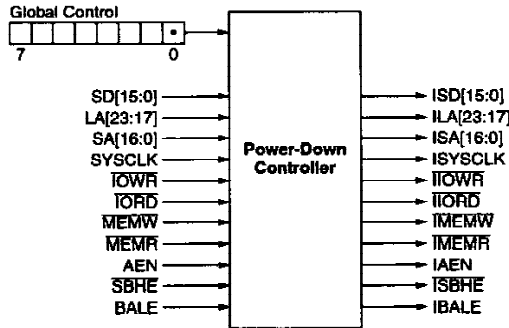 Global Control
7 0
SD[15:0] ISD[15:0]
LA[23:17] ILA[23:17]
SA[16:0] Power-Down ISA[16:0]
SYSCLK Controller ISYSCLK
IOWR IIOWR
IORD IIORD
MEMW IMEMW
MEMR IMEMR
AEN IAEN
SBHE ISBHE
BALE IBALE